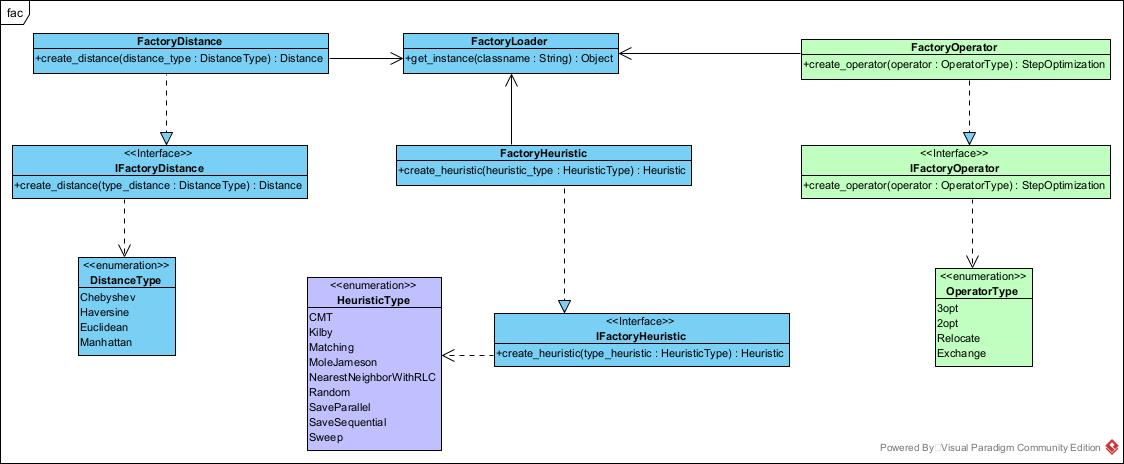 fac
FactoryDistance
+create_distance(distance_type : DistanceType) : Distance
FactoryLoader
+get_instance(classname : String) : Object
FactoryOperator
+create_operator(operator : OperatorType) : StepOptimization
<<Interface>>
IFactoryDistance
+create_distance(type_distance : DistanceType) : Distance
FactoryHeuristic
+create_heuristic(heuristic_type : HeuristicType) : Heuristic
<<Interface>>
IFactoryOperator
+create_operator(operator : OperatorType) : StepOptimization
<<enumeration>>
DistanceType
Chebyshev
Haversine
Euclidean
Manhattan
<<enumeration>>
HeuristicType
CMT
Kilby
Matching
MoleJameson
NearestNeighborWithRLC
Random
SaveParallel
SaveSequential
Sweep
<<Interface>>
IFactoryHeuristic
+create_heuristic(type_heuristic : HeuristicType) : Heuristic
<<enumeration>>
OperatorType
3opt
2opt
Relocate
Exchange
Powered By Visual Paradigm Community Edition